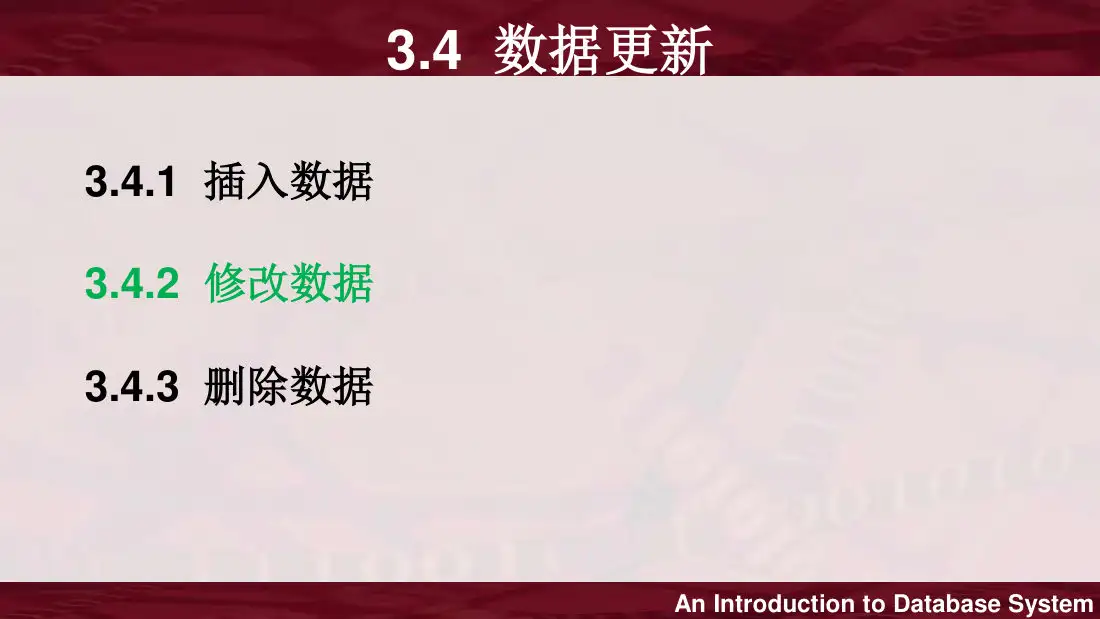 3.4 数据更新
3.4.1 插入数据
3.4.2 修改数据
3.4.3 删除数据
An Introduction to Database System